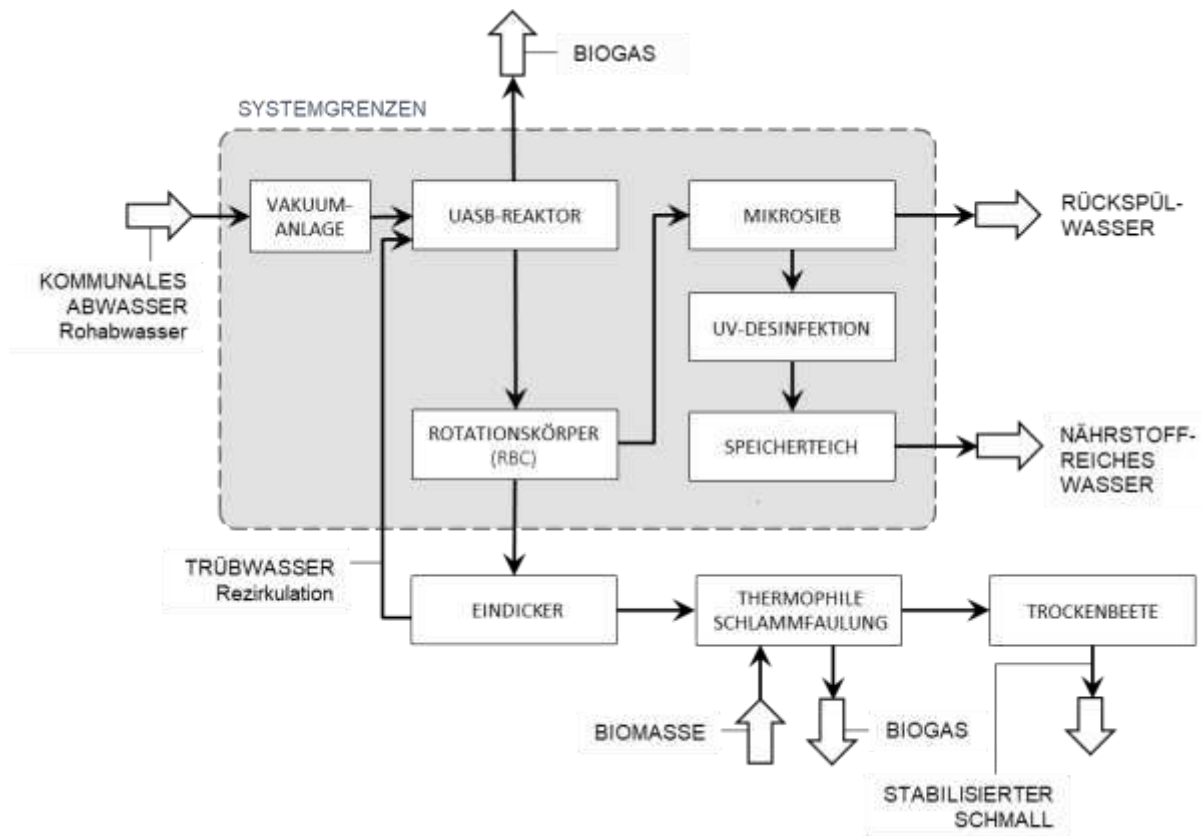 BIOGAS
SYSTEMGRENZEN
VAKUUM-
ANLAGE
UASB-REAKTOR
MIKROSIEB
RÜCKSPÜL-
WASSER
KOMMUNALES
ABWASSER
Rohabwasser
UV-DESINFEKTION
ROTATIONSKÖRPER
(RBC)
SPEICHERTEICH
NÄHRSTOFF-
REICHES
WASSER
TRÜBWASSER
Rezirkulation
EINDICKER
THERMOPHILE
SCHLAMMFAULUNG
TROCKENBEETE
BIOMASSE
BIOGAS
STABILISIERTER
SCHMALL